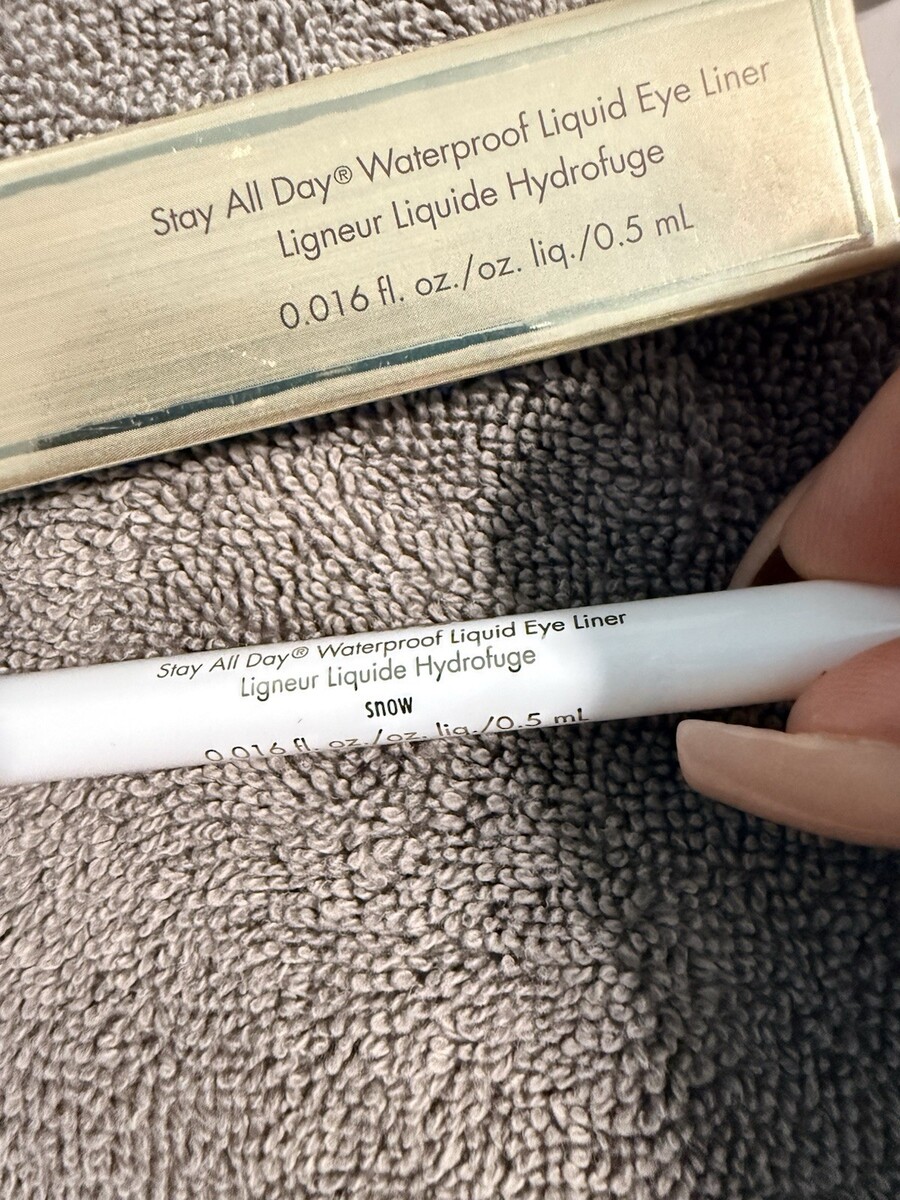 Stay All Day® Waterproof Liquid Eye Liner
Ligneur Liquide Hydrofuge
0.016 fl. oz./oz. liq./0.5 mL
Stay All Day® Waterproof Liquid Eye Liner
Ligneur Liquide Hydrofuge
snow
0.016 fl. oz./oz. liq./0.5 mL